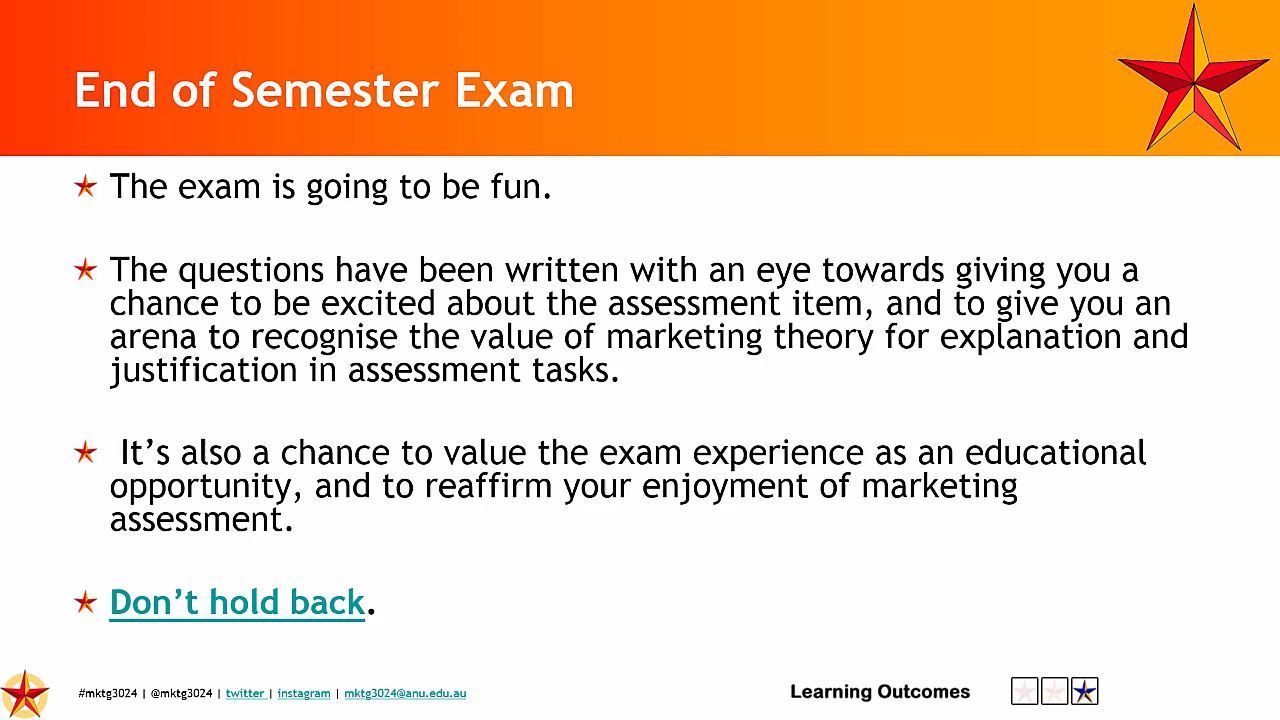 End of Semester Exam
The exam is going to be fun.
The questions have been written with an eye towards giving you a
chance to be excited about the assessment item, and to give you an
arena to recognise the value of marketing theory for explanation and
justification in assessment tasks.
It’s also a chance to value the exam experience as an educational
opportunity, and to reaffirm your enjoyment of marketing
assessment.
Don’t hold back.
#mktg3024 | @mktg3024 | twitter | instagram | mktg3024@anu.edu.au
Learning Outcomes